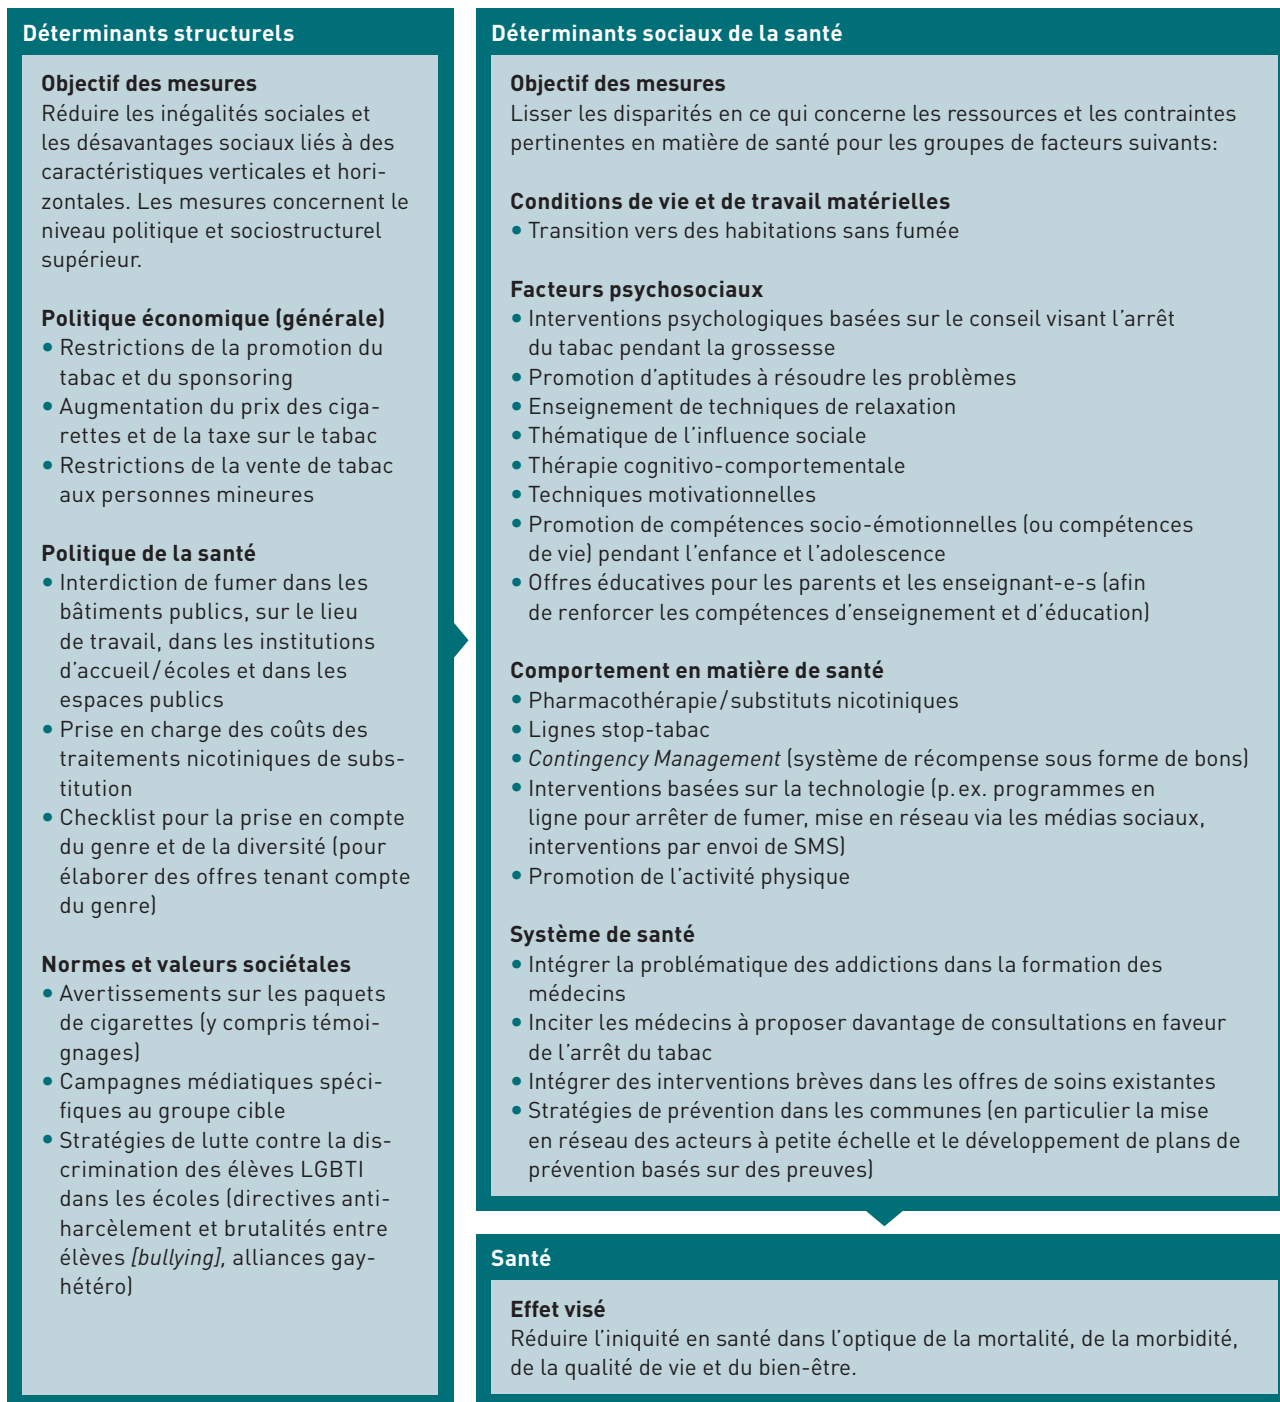 Déterminants structurels
Objectif des mesures
Réduire les inégalités sociales et
les désavantages sociaux liés à des
caractéristiques verticales et hori-
zontales. Les mesures concernent le
niveau politique et sociostructurel
supérieur.
Politique économique (générale)
• Restrictions de la promotion du
tabac et du sponsoring
• Augmentation du prix des ciga-
rettes et de la taxe sur le tabac
• Restrictions de la vente de tabac
aux personnes mineures
Politique de la santé
• Interdiction de fumer dans les
bâtiments publics, sur le lieu
de travail, dans les institutions
d'accueil/écoles et dans les
espaces publics
• Prise en charge des coûts des
traitements nicotiniques de subs-
titution
• Checklist pour la prise en compte
du genre et de la diversité (pour
élaborer des offres tenant compte
du genre)
Normes et valeurs sociétales
• Avertissements sur les paquets
de cigarettes (y compris témoi-
gnages)
• Campagnes médiatiques spéci-
fiques au groupe cible
• Stratégies de lutte contre la dis-
crimination des élèves LGBTI
dans les écoles (directives anti-
harcèlement et brutalités entre
élèves [bullying], alliances gay-
hétéro)
Déterminants sociaux de la santé
Objectif des mesures
Lisser les disparités en ce qui concerne les ressources et les contraintes
pertinentes en matière de santé pour les groupes de facteurs suivants:
Conditions de vie et de travail matérielles
• Transition vers des habitations sans fumée
Facteurs psychosociaux
• Interventions psychologiques basées sur le conseil visant l'arrêt
du tabac pendant la grossesse
• Promotion d'aptitudes à résoudre les problèmes
• Enseignement de techniques de relaxation
• Thématique de l'influence sociale
• Thérapie cognitivo-comportementale
• Techniques motivationnelles
• Promotion de compétences socio-émotionnelles (ou compétences
de vie) pendant l'enfance et l'adolescence
• Offres éducatives pour les parents et les enseignant-e-s (afin
de renforcer les compétences d'enseignement et d'éducation)
Comportement en matière de santé
• Pharmacothérapie/substituts nicotiniques
• Lignes stop-tabac
• Contingency Management (système de récompense sous forme de bons)
• Interventions basées sur la technologie (p. ex. programmes en
ligne pour arrêter de fumer, mise en réseau via les médias sociaux,
interventions par envoi de SMS)
• Promotion de l'activité physique
Système de santé
• Intégrer la problématique des addictions dans la formation des
médecins
• Inciter les médecins à proposer davantage de consultations en faveur
de l'arrêt du tabac
• Intégrer des interventions brèves dans les offres de soins existantes
• Stratégies de prévention dans les communes (en particulier la mise
en réseau des acteurs à petite échelle et le développement de plans de
prévention basés sur des preuves)
Santé
Effet visé
Réduire l'iniquité en santé dans l'optique de la mortalité, de la morbidité,
de la qualité de vie et du bien-être.